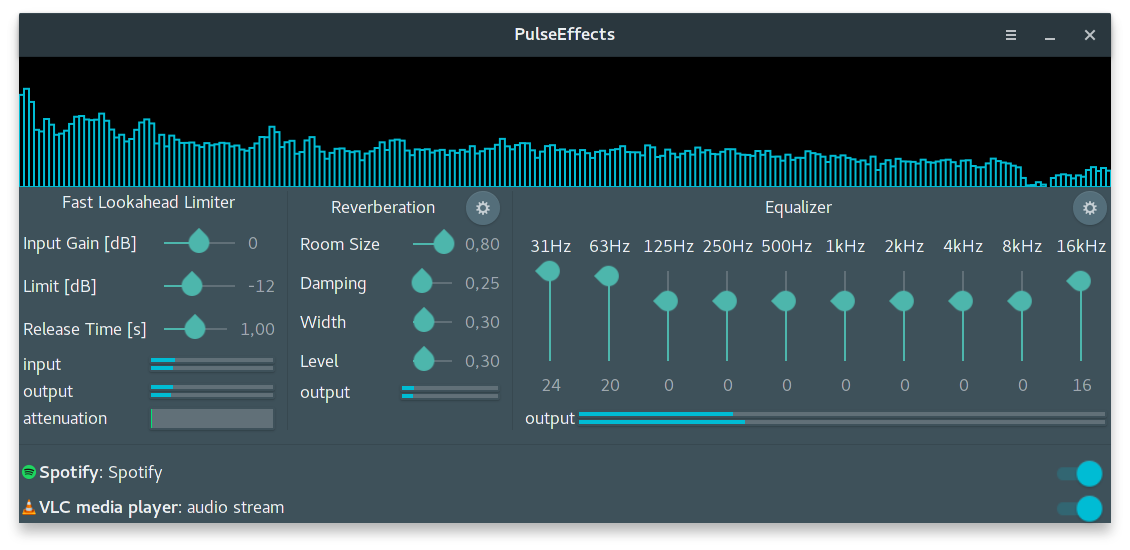 PulseEffects
Fast Lookahead Limiter
Input Gain [dB] 0
Limit [dB] -12
Release Time [s] 1,00
input
output
attenuation
Reverberation
Room Size 0,80
Damping 0,25
Width 0,30
Level 0,30
output
Equalizer
31Hz 63Hz 125Hz 250Hz 500Hz 1kHz 2kHz 4kHz 8kHz 16kHz
24 20 0 0 0 0 0 0 0 16
output
Spotify: Spotify
VLC media player: audio stream